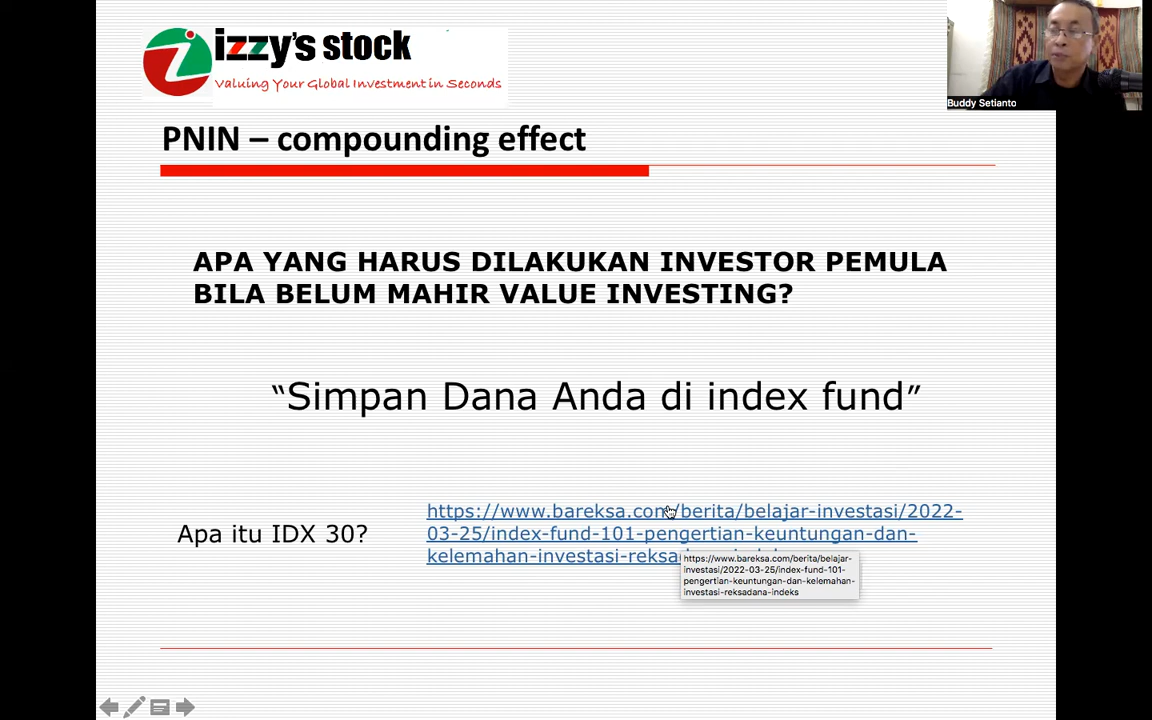 izzy's stock
Valuing Your Global Investment in Seconds
Buddy Setianto
PNIN – compounding effect
APA YANG HARUS DILAKUKAN INVESTOR PEMULA
BILA BELUM MAHIR VALUE INVESTING?
“Simpan Dana Anda di index fund”
Apa itu IDX 30?
https://www.bareksa.com/berita/belajar-investasi/2022-
03-25/index-fund-101-pengertian-keuntungan-dan-
kelemahan-investasi-reksa
https://www.bareksa.com/berita/belajar-
investasi/2022-03-25/index-fund-101-
pengertian-keuntungan-dan-kelemahan-
investasi-reksadana-indeks